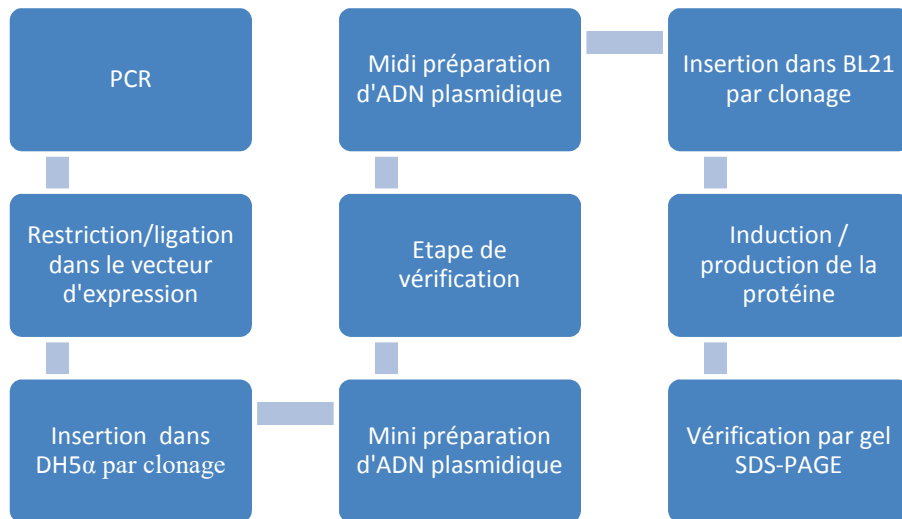 PCR
Restriction/ligation
dans le vecteur
d'expression
Insertion dans
DH5α par clonage
Mini préparation
d'ADN plasmidique
Etape de
vérification
Midi préparation
d'ADN plasmidique
Insertion dans BL21
par clonage
Induction /
production de la
protéine
Vérification par gel
SDS-PAGE